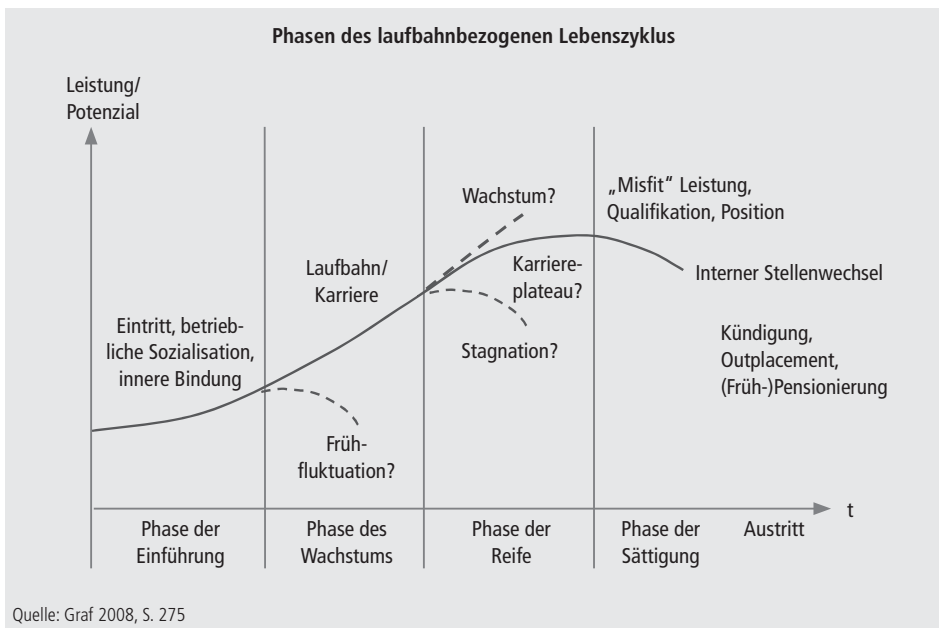 Phasen des laufbahnbezogenen Lebenszyklus
Leistung/
Potenzial
Eintritt, betrieb-
liche Sozialisation,
innere Bindung
Laufbahn/
Karriere
Früh-
fluktuation?
Wachstum?
Karriere-
plateau?
Stagnation?
„Misfit“ Leistung,
Qualifikation, Position
Interner Stellenwechsel
Kündigung,
Outplacement,
(Früh-)Pensionierung
t
Phase der
Einführung
Phase des
Wachstums
Phase der
Reife
Phase der
Sättigung
Austritt
Quelle: Graf 2008, S. 275